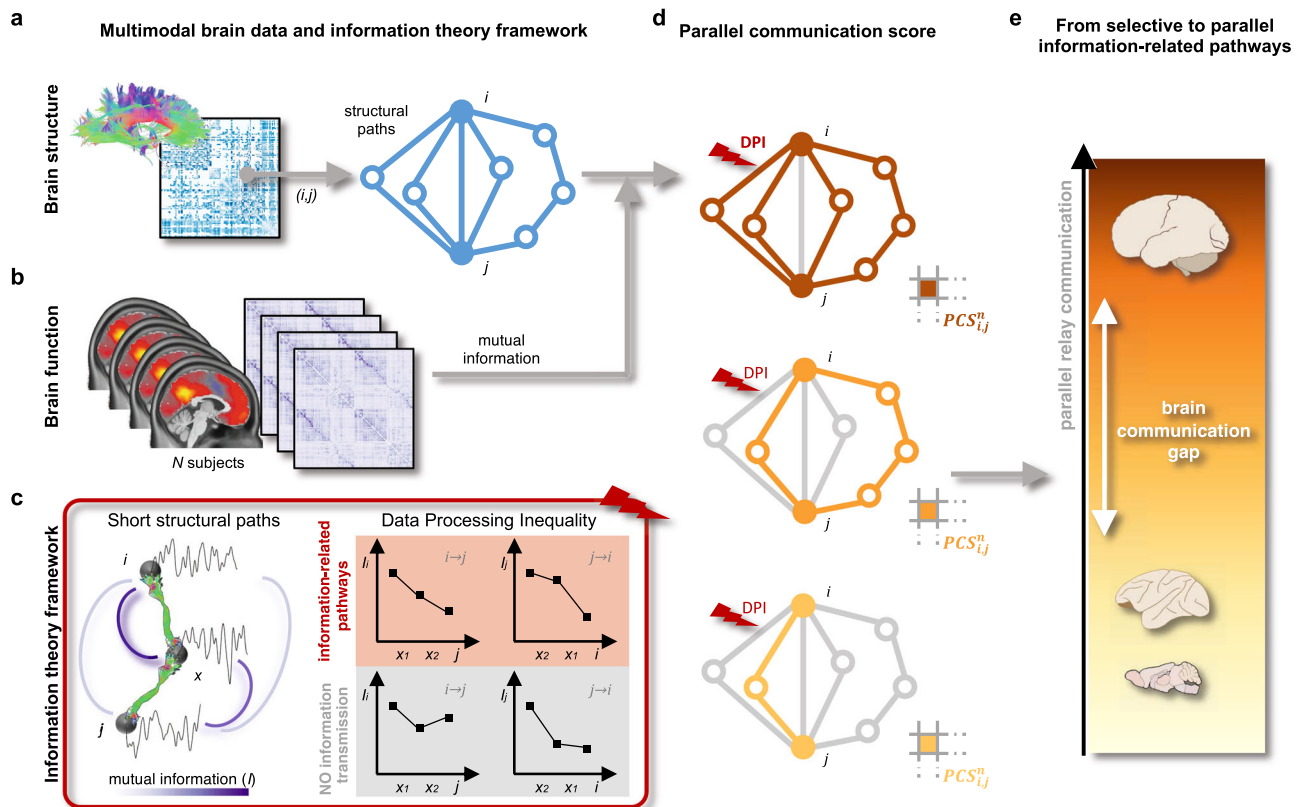 a
Multimodal brain data and information theory framework
Brain structure
structural
paths
i
(i,j)
j
b
Brain function
N subjects
mutual
information
c
Information theory framework
Short structural paths
i
x
j
mutual information (I)
Data Processing Inequality
information-related
pathways
Ii
i→j
x1 x2 j
Ij
j→i
x2 x1 i
NO information
transmission
Ii
i→j
x1 x2 j
Ij
j→i
x2 x1 i
d
Parallel communication score
DPI
i
j
PCSⁿi,j
DPI
i
j
PCSⁿi,j
DPI
i
j
PCSⁿi,j
e
From selective to parallel
information-related pathways
parallel relay communication
brain
communication
gap